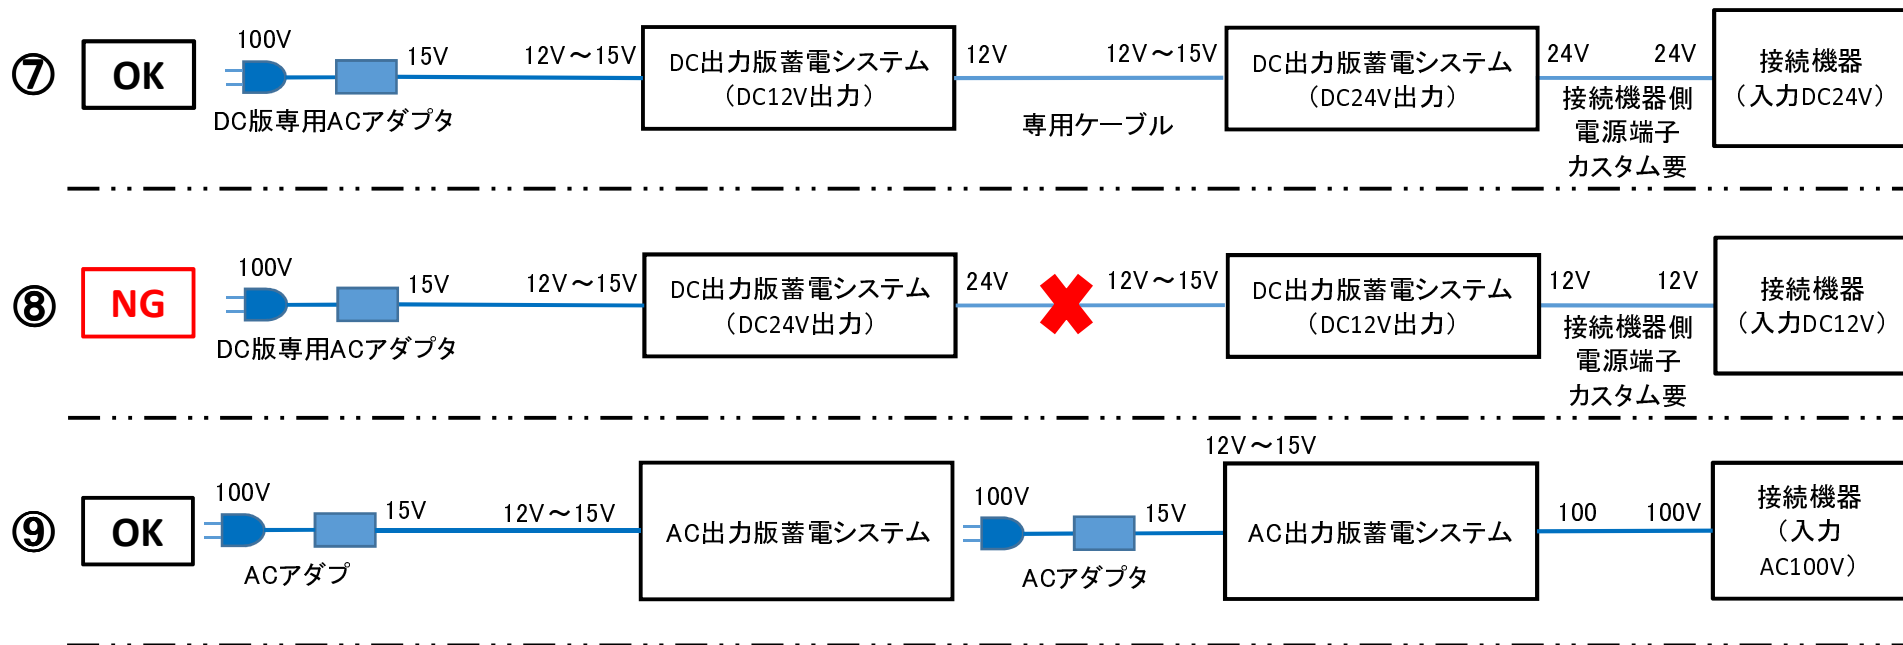 ⑦
OK
100V
15V
12V～15V
DC版専用ACアダプタ
DC出力版蓄電システム
（DC12V出力）
12V
12V～15V
専用ケーブル
DC出力版蓄電システム
（DC24V出力）
24V
24V
接続機器側
電源端子
カスタム要
接続機器
（入力DC24V）
⑧
NG
100V
15V
12V～15V
DC版専用ACアダプタ
DC出力版蓄電システム
（DC24V出力）
24V
12V～15V
DC出力版蓄電システム
（DC12V出力）
12V
12V
接続機器側
電源端子
カスタム要
接続機器
（入力DC12V）
⑨
OK
100V
15V
12V～15V
ACアダプ
AC出力版蓄電システム
100V
15V
ACアダプタ
12V～15V
AC出力版蓄電システム
100
100V
接続機器
（入力
AC100V）